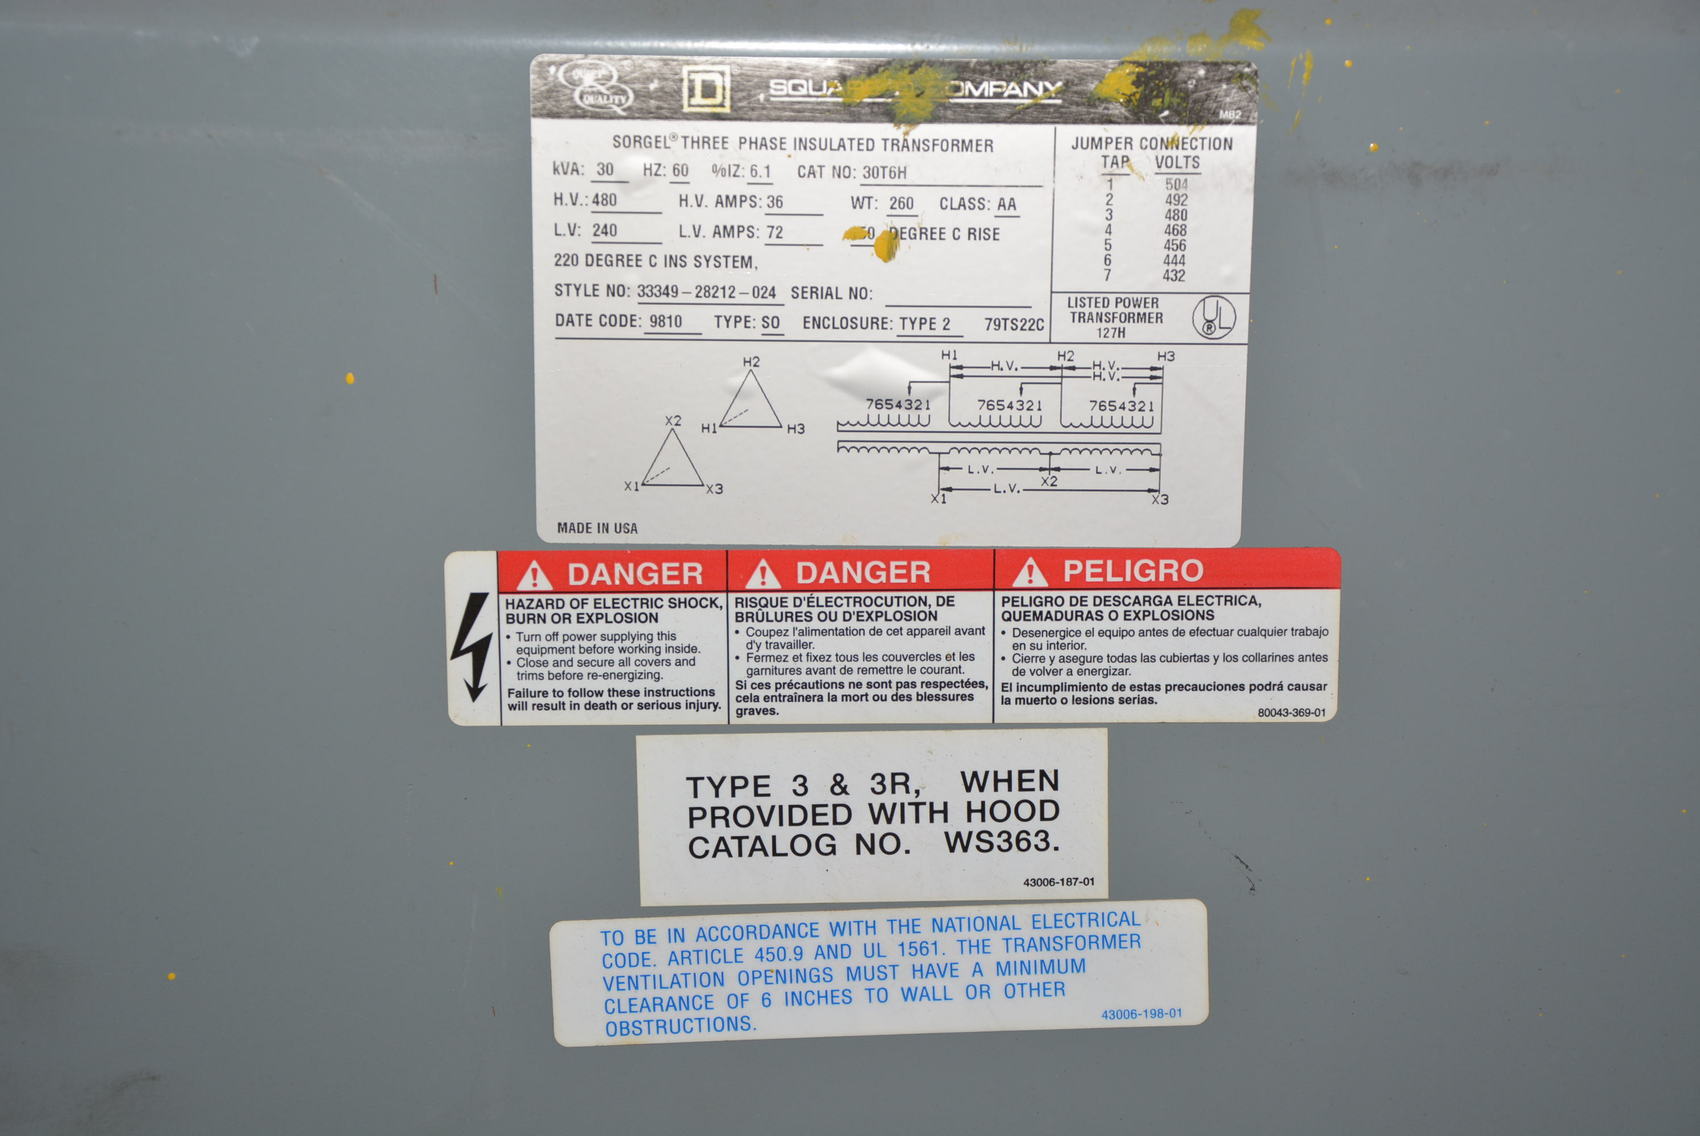 QUALITY
D
COMPANY
MB2
SORGEL® THREE PHASE INSULATED TRANSFORMER
kVA: 30 HZ: 60 %IZ: 6.1 CAT NO: 30T6H
H.V.: 480 H.V. AMPS: 36 WT: 260 CLASS: AA
L.V: 240 L.V. AMPS: 72 DEGREE C RISE
220 DEGREE C INS SYSTEM,
STYLE NO: 33349-28212-024 SERIAL NO:
DATE CODE: 9810 TYPE: SO ENCLOSURE: TYPE 2 79TS22C
JUMPER CONNECTION
TAP VOLTS
1 504
2 492
3 480
4 468
5 456
6 444
7 432
LISTED POWER
TRANSFORMER
127H
UL
®
H2
H1 H3
X2
X1 X3
H1 H2 H3
H.V. H.V.
H.V.
7654321 7654321 7654321
L.V. L.V.
X2
L.V.
X1 X3
MADE IN USA
DANGER
HAZARD OF ELECTRIC SHOCK,
BURN OR EXPLOSION
• Turn off power supplying this
equipment before working inside.
• Close and secure all covers and
trims before re-energizing.
Failure to follow these instructions
will result in death or serious injury.
DANGER
RISQUE D'ÉLECTROCUTION, DE
BRÛLURES OU D'EXPLOSION
• Coupez l'alimentation de cet appareil avant
d'y travailler.
• Fermez et fixez tous les couvercles et les
garnitures avant de remettre le courant.
Si ces précautions ne sont pas respectées,
cela entraînera la mort ou des blessures
graves.
PELIGRO
PELIGRO DE DESCARGA ELECTRICA,
QUEMADURAS O EXPLOSIONS
• Desenergice el equipo antes de efectuar cualquier trabajo
en su interior.
• Cierre y asegure todas las cubiertas y los collarines antes
de volver a energizar.
El incumplimiento de estas precauciones podrá causar
la muerto o lesions serias.
80043-369-01
TYPE 3 & 3R, WHEN
PROVIDED WITH HOOD
CATALOG NO. WS363.
43006-187-01
TO BE IN ACCORDANCE WITH THE NATIONAL ELECTRICAL
CODE. ARTICLE 450.9 AND UL 1561. THE TRANSFORMER
VENTILATION OPENINGS MUST HAVE A MINIMUM
CLEARANCE OF 6 INCHES TO WALL OR OTHER
OBSTRUCTIONS.
43006-198-01